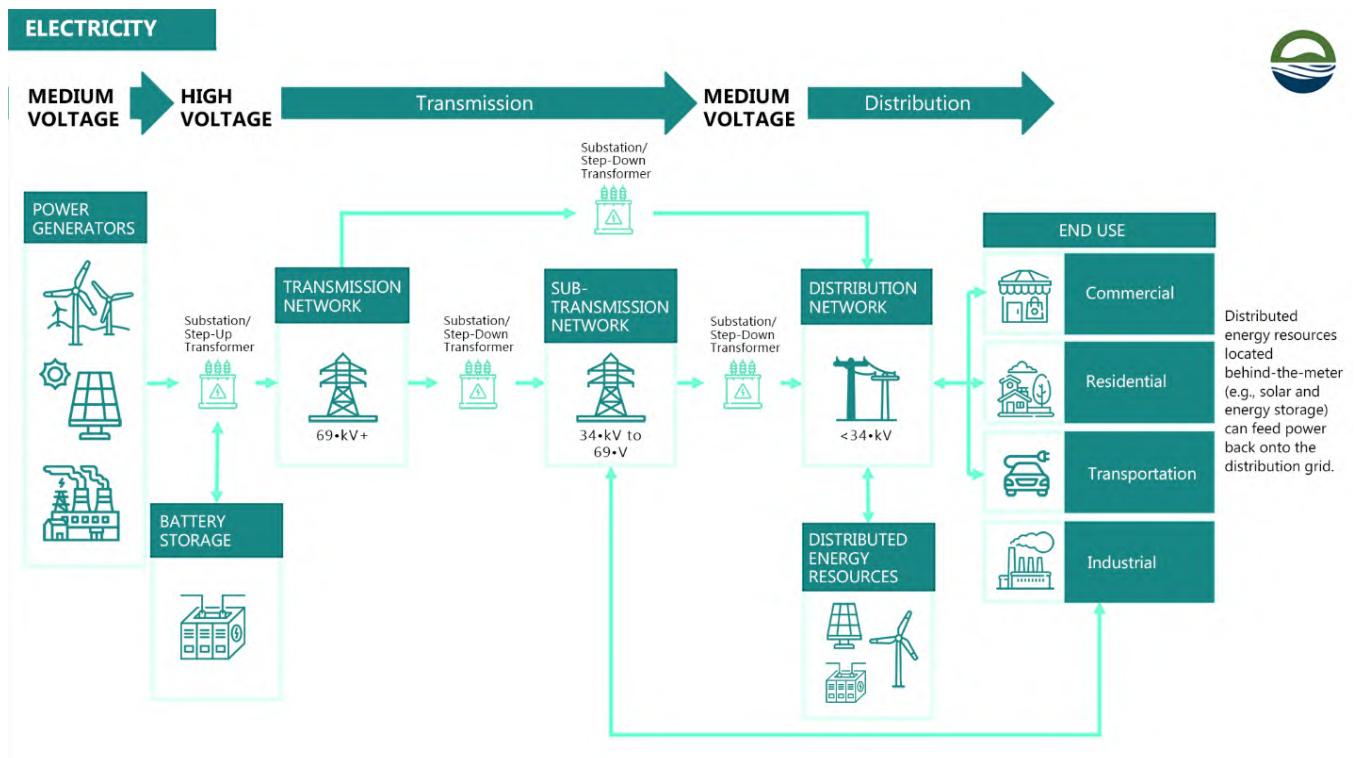 ELECTRICITY
MEDIUM
VOLTAGE
HIGH
VOLTAGE
Transmission
MEDIUM
VOLTAGE
Distribution
Substation/
Step-Down
Transformer
POWER
GENERATORS
Substation/
Step-Up
Transformer
TRANSMISSION
NETWORK
69•kV+
Substation/
Step-Down
Transformer
SUB-
TRANSMISSION
NETWORK
34•kV to
69•V
Substation/
Step-Down
Transformer
DISTRIBUTION
NETWORK
<34•kV
END USE
Commercial
Residential
Transportation
Industrial
Distributed
energy resources
located
behind-the-meter
(e.g., solar and
energy storage)
can feed power
back onto the
distribution grid.
BATTERY
STORAGE
DISTRIBUTED
ENERGY
RESOURCES